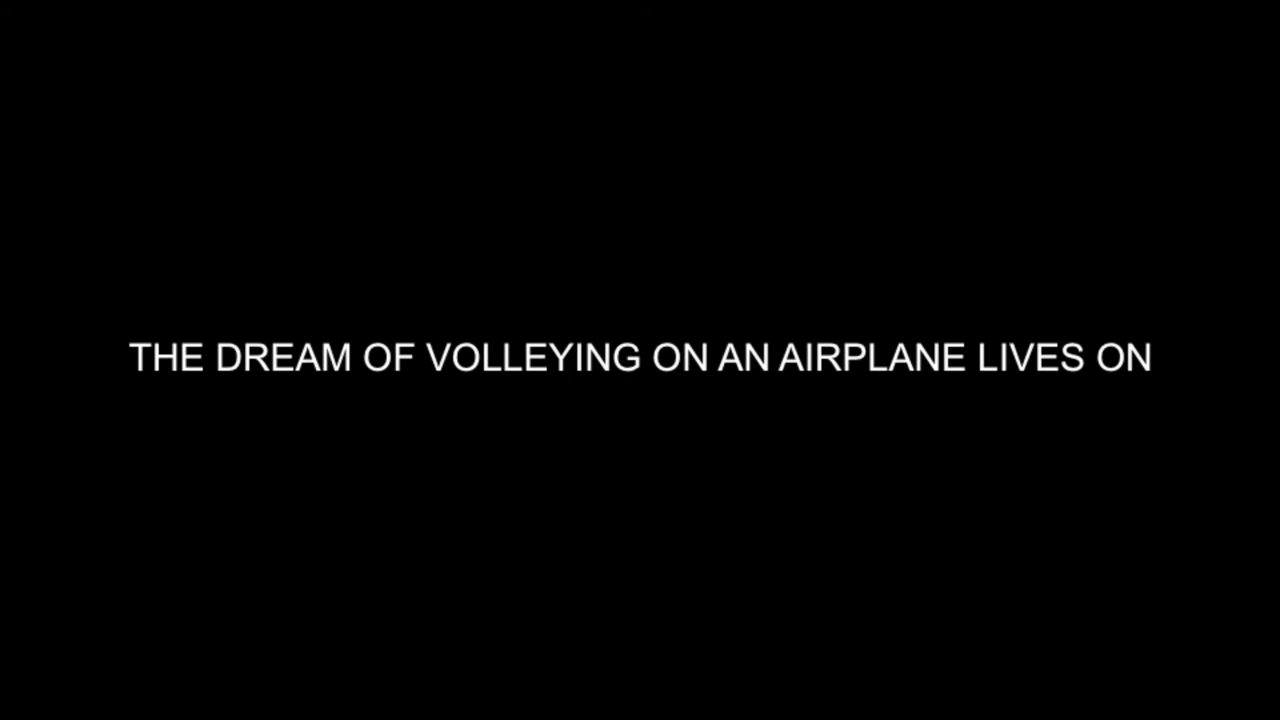 THE DREAM OF VOLLEYING ON AN AIRPLANE LIVES ON